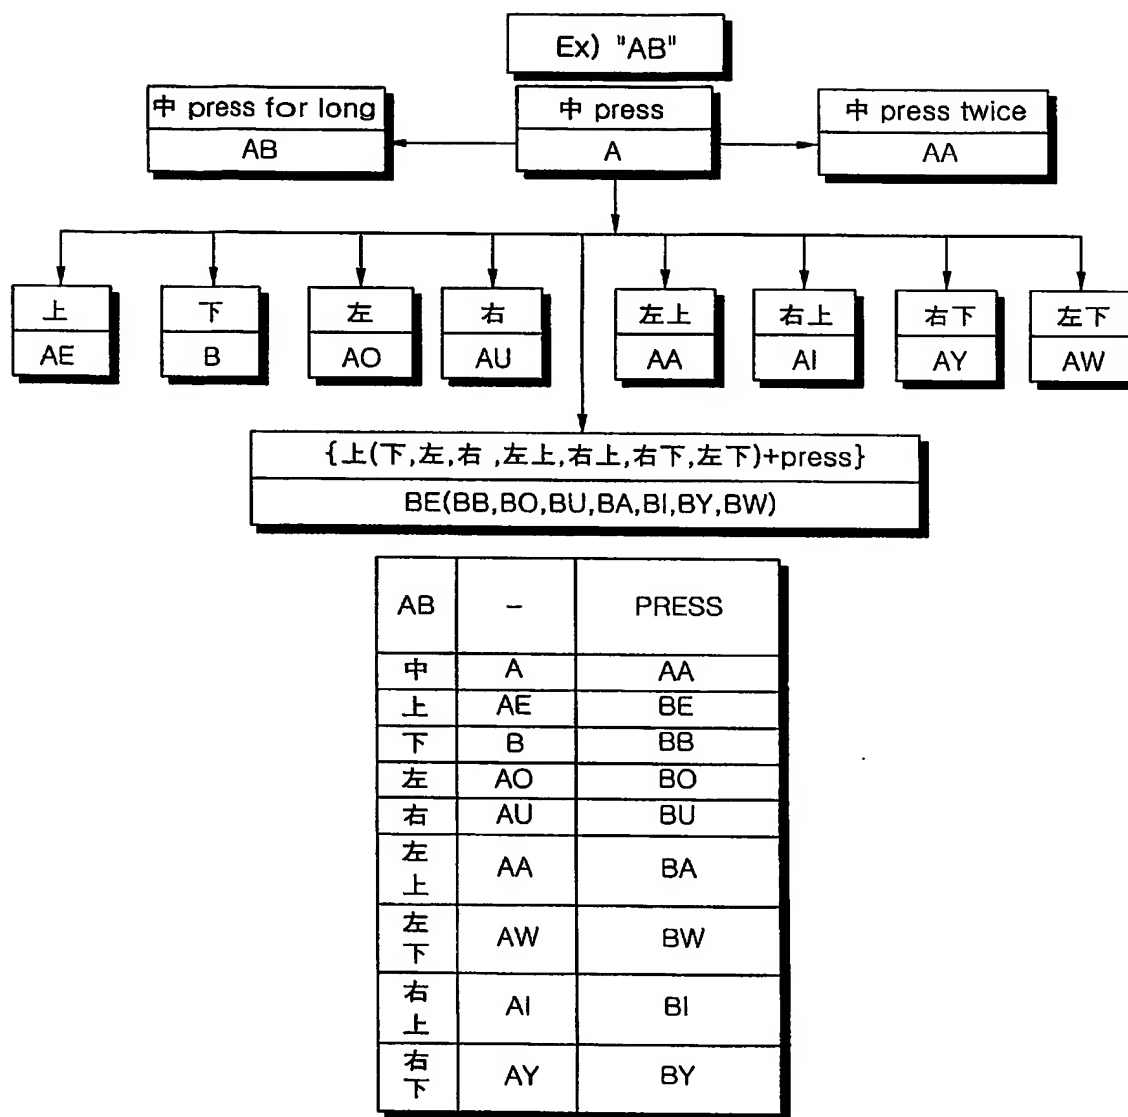 Ex) "AB"
中 press for long
中 press
中 press twice
AB
A
AA
上
下
左
右
左上
右上
右下
左下
AE
B
AO
AU
AA
AI
AY
AW
{上(下,左,右,左上,右上,右下,左下)+press}
BE(BB,BO,BU,BA,BI,BY,BW)
AB - PRESS
中 A AA
上 AE BE
下 B BB
左 AO BO
右 AU BU
左
上 AA BA
左
下 AW BW
右
上 AI BI
右
下 AY BY